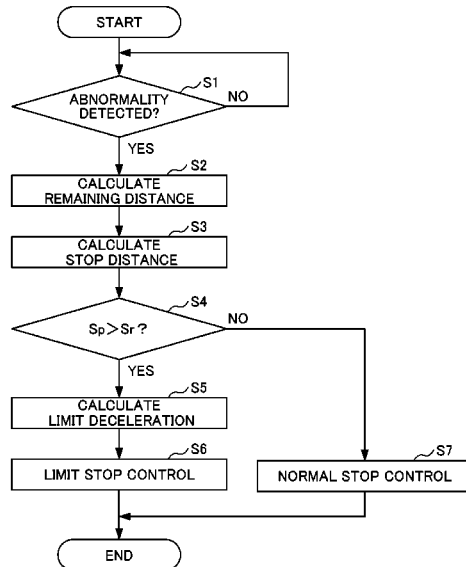 START
S1
ABNORMALITY
DETECTED?
NO
YES
S2
CALCULATE
REMAINING DISTANCE
S3
CALCULATE
STOP DISTANCE
S4
Sp>Sr?
NO
YES
S5
CALCULATE
LIMIT DECELERATION
S6
LIMIT STOP CONTROL
S7
NORMAL STOP CONTROL
END